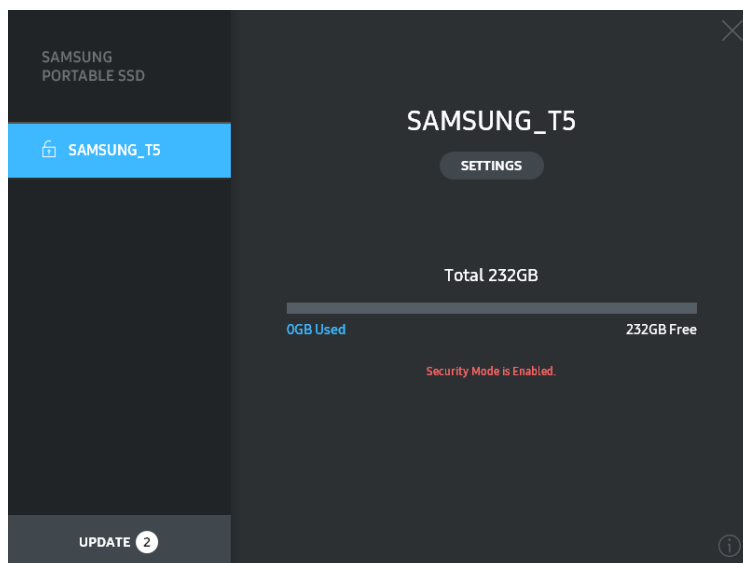 SAMSUNG
PORTABLE SSD
SAMSUNG_T5
SAMSUNG_T5
SETTINGS
Total 232GB
0GB Used
232GB Free
Security Mode is Enabled.
UPDATE 2